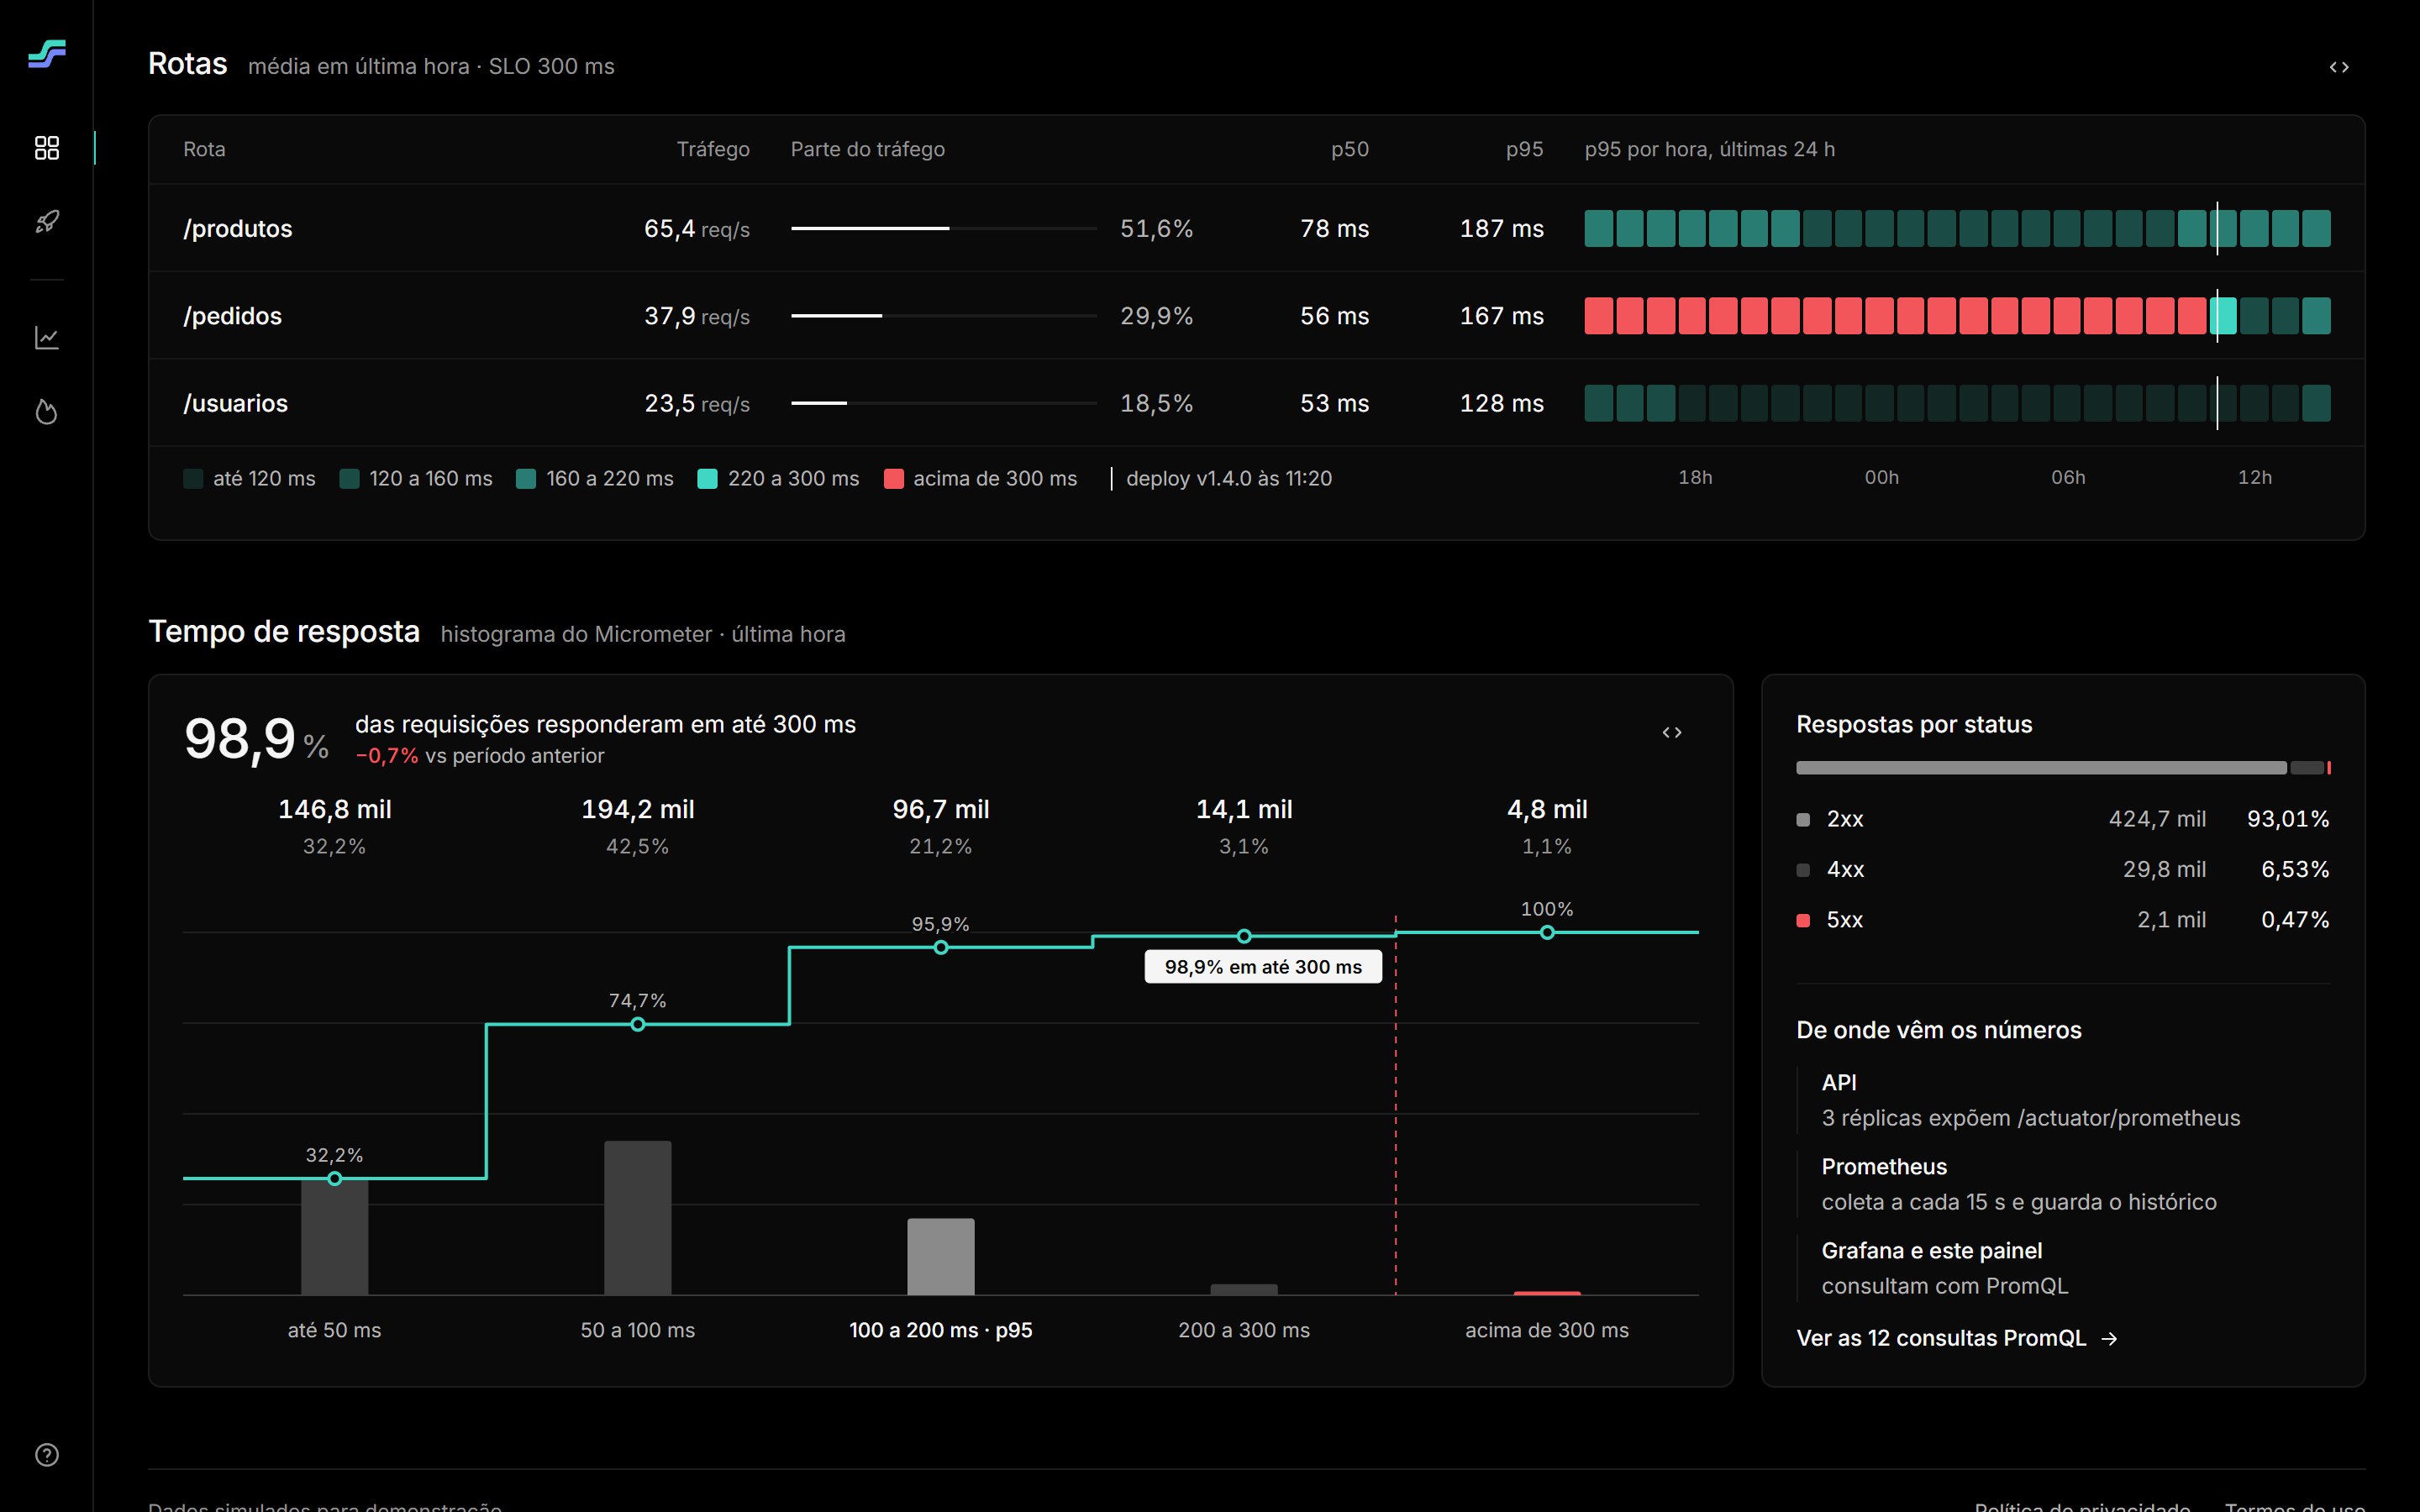 Rotas média em última hora · SLO 300 ms
Rota Tráfego Parte do tráfego p50 p95 p95 por hora, últimas 24 h
/produtos 65,4 req/s 51,6% 78 ms 187 ms
/pedidos 37,9 req/s 29,9% 56 ms 167 ms
/usuarios 23,5 req/s 18,5% 53 ms 128 ms
até 120 ms 120 a 160 ms 160 a 220 ms 220 a 300 ms acima de 300 ms deploy v1.4.0 às 11:20 18h 00h 06h 12h
Tempo de resposta histograma do Micrometer · última hora
98,9 %
das requisições responderam em até 300 ms
−0,7% vs período anterior
146,8 mil 194,2 mil 96,7 mil 14,1 mil 4,8 mil
32,2% 42,5% 21,2% 3,1% 1,1%
100%
95,9%
98,9% em até 300 ms
74,7%
32,2%
até 50 ms 50 a 100 ms 100 a 200 ms · p95 200 a 300 ms acima de 300 ms
Respostas por status
2xx 424,7 mil 93,01%
4xx 29,8 mil 6,53%
5xx 2,1 mil 0,47%
De onde vêm os números
API
3 réplicas expõem /actuator/prometheus
Prometheus
coleta a cada 15 s e guarda o histórico
Grafana e este painel
consultam com PromQL
Ver as 12 consultas PromQL →
Dados simulados para demonstração
Política de privacidade Termos de uso